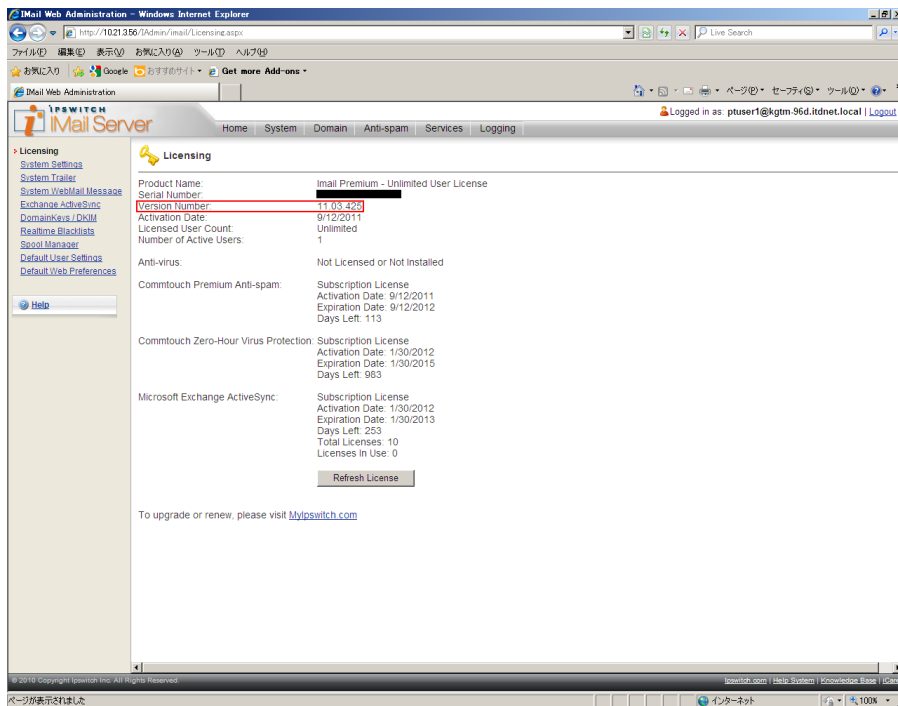 IMail Web Administration - Windows Internet Explorer
http://10.21.3.56/IAdmin/imail/Licensing.aspx
Live Search
ファイル(F) 編集(E) 表示(V) お気に入り(A) ツール(T) ヘルプ(H)
お気に入り Google おすすめサイト Get more Add-ons
IMail Web Administration
ページ(P) セーフティ(S) ツール(O)
IPSWITCH
IMail Server
Logged in as: ptuser1@kgtm-96d.itdnet.local | Logout
Home System Domain Anti-spam Services Logging
Licensing
System Settings
System Trailer
System WebMail Message
Exchange ActiveSync
DomainKeys / DKIM
Realtime Blacklists
Spool Manager
Default User Settings
Default Web Preferences
Help
Licensing
Product Name: Imail Premium - Unlimited User License
Serial Number:
Version Number: 11.03.425
Activation Date: 9/12/2011
Licensed User Count: Unlimited
Number of Active Users: 1
Anti-virus: Not Licensed or Not Installed
Commtouch Premium Anti-spam: Subscription License
Activation Date: 9/12/2011
Expiration Date: 9/12/2012
Days Left: 113
Commtouch Zero-Hour Virus Protection: Subscription License
Activation Date: 1/30/2012
Expiration Date: 1/30/2015
Days Left: 983
Microsoft Exchange ActiveSync: Subscription License
Activation Date: 1/30/2012
Expiration Date: 1/30/2013
Days Left: 253
Total Licenses: 10
Licenses In Use: 0
Refresh License
To upgrade or renew, please visit MyIpswitch.com
© 2010 Copyright Ipswitch Inc. All Rights Reserved.
Ipswitch.com | Help System | Knowledge Base | iCare
ページが表示されました
インターネット
100%